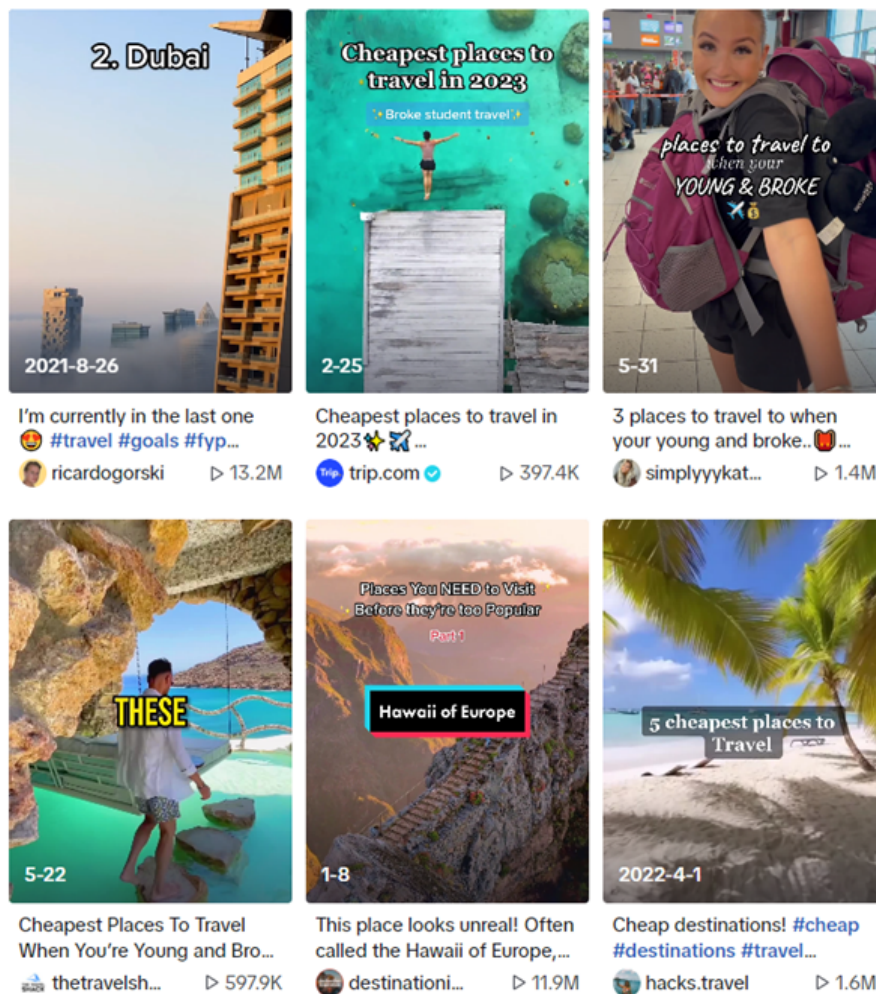 2. Dubai
2021-8-26
I'm currently in the last one
😍 #travel #goals #fyp...
ricardogorski
13.2M
Cheapest places to
travel in 2023
✨Broke student travel✨
2-25
Cheapest places to travel in
2023✨✈️...
Trip.
trip.com
397.4K
places to travel to
when your
YOUNG & BROKE
✈️💰
5-31
3 places to travel to when
your young and broke..🎒...
simplyyykat...
1.4M
THESE
5-22
Cheapest Places To Travel
When You're Young and Bro...
thetravelsh...
597.9K
Places You NEED to Visit
Before they're too Popular
Part 1
Hawaii of Europe
1-8
This place looks unreal! Often
called the Hawaii of Europe,...
destinationi...
11.9M
5 cheapest places to
Travel
2022-4-1
Cheap destinations! #cheap
#destinations #travel...
hacks.travel
1.6M